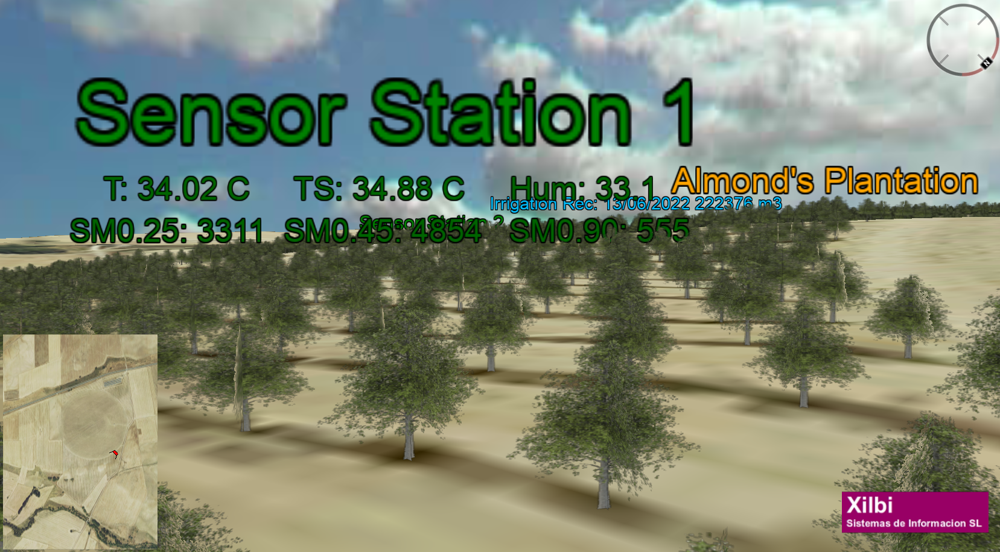 N
Sensor Station 1
T: 34.02 C TS: 34.88 C Hum: 33.1
Almond's Plantation
Irrigation Rec: 13/06/2022 222376 m3
Sensor Station 2
SM0.25: 3311 SM0.45: 4854 SM0.90: 555
Xilbi
Sistemas de Informacion SL